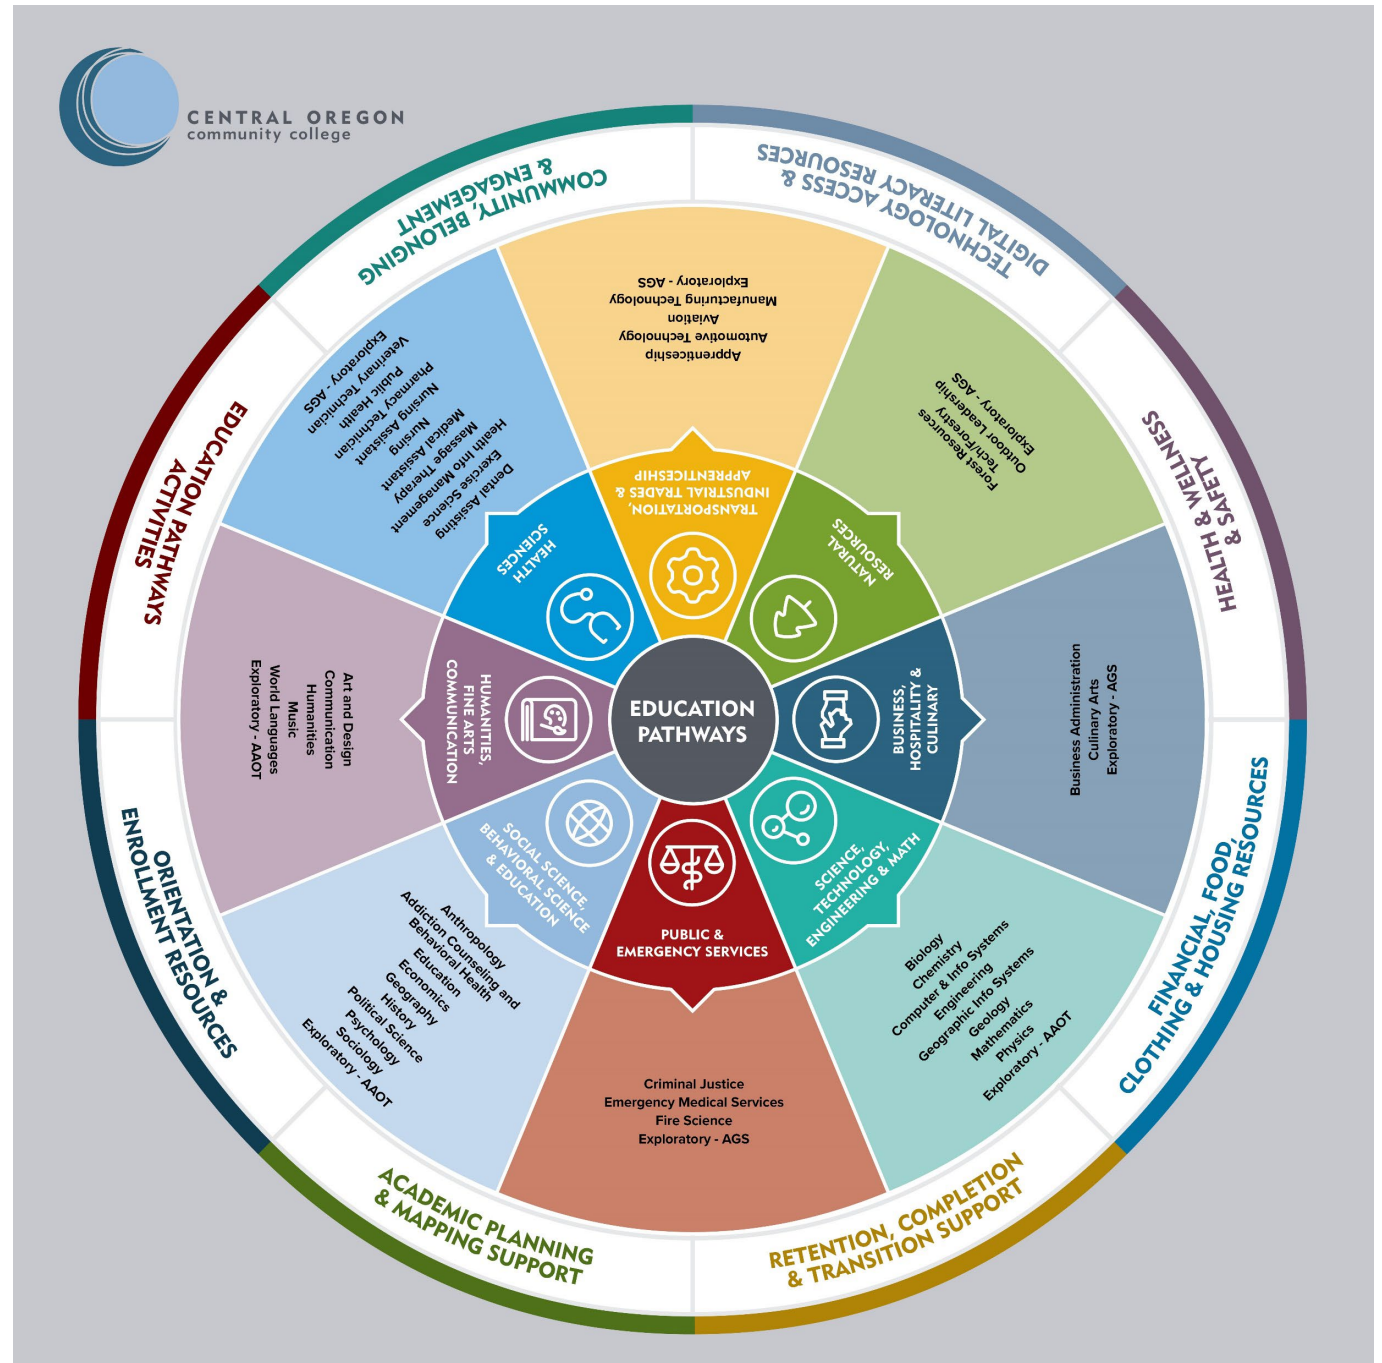 CENTRAL OREGON
community college
EDUCATION
PATHWAYS
TRANSPORTATION,
INDUSTRIAL TRADES &
APPRENTICESHIP
Apprenticeship
Automotive Technology
Aviation
Manufacturing Technology
Exploratory - AGS
NATURAL
RESOURCES
Forest Resources
Tech/Forestry
Outdoor Leadership
Exploratory - AGS
BUSINESS,
HOSPITALITY &
CULINARY
Business Administration
Culinary Arts
Exploratory - AGS
SCIENCE,
TECHNOLOGY,
ENGINEERING & MATH
Biology
Chemistry
Computer & Info Systems
Engineering
Geographic Info Systems
Geology
Mathematics
Physics
Exploratory - AAOT
PUBLIC &
EMERGENCY SERVICES
Criminal Justice
Emergency Medical Services
Fire Science
Exploratory - AGS
SOCIAL SCIENCE,
BEHAVIORAL SCIENCE
& EDUCATION
Anthropology
Addiction Counseling and
Behavioral Health
Education
Economics
Geography
History
Political Science
Psychology
Sociology
Exploratory - AAOT
HUMANITIES,
FINE ARTS
COMMUNICATION
Art and Design
Communication
Humanities
Music
World Languages
Exploratory - AAOT
HEALTH
SCIENCES
Dental Assisting
Exercise Science
Health Info Management
Massage Therapy
Medical Assistant
Nursing
Nursing Assistant
Pharmacy Technician
Public Health
Veterinary Technician
Exploratory - AGS
COMMUNITY, BELONGING
& ENGAGEMENT
TECHNOLOGY ACCESS &
DIGITAL LITERACY RESOURCES
HEALTH & WELLNESS
& SAFETY
FINANCIAL, FOOD,
CLOTHING & HOUSING RESOURCES
RETENTION, COMPLETION
& TRANSITION SUPPORT
ACADEMIC PLANNING
& MAPPING SUPPORT
ORIENTATION &
ENROLLMENT RESOURCES
EDUCATION PATHWAYS
ACTIVITIES